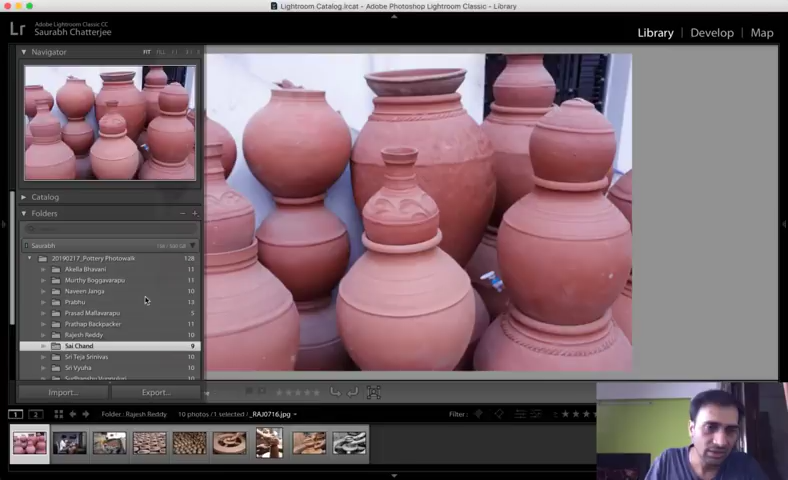 Lightroom Catalog.lrcat - Adobe Photoshop Lightroom Classic - Library
Lr
Adobe Lightroom Classic CC
Saurabh Chatterjee
Library | Develop | Map
Navigator
FIT FILL 1:1
Catalog
Folders
Saurabh
20190217_Pottery Photowalk 128
Akella Bhavani 11
Murthy Boggavarapu 11
Naveen Janga 10
Prabhu 13
Prasad Mallavarapu 5
Prathap Backpacker 11
Rajesh Reddy 10
Sai Chand 9
Sri Teja Srinivas 10
Sri Vyuha 10
Import...
Export...
1 2
Folder : Rajesh Reddy 10 photos /1 selected /_RAJ0716.jpg
Filter :